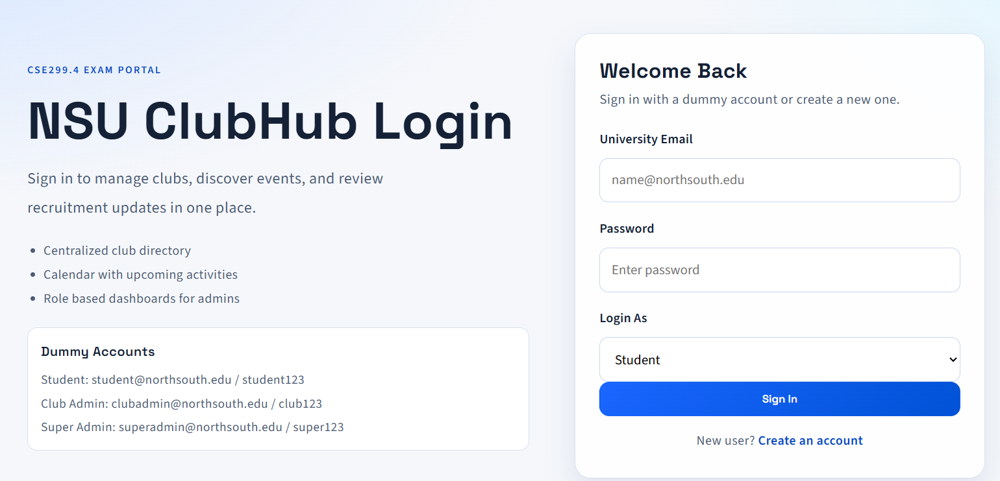 CSE299.4 EXAM PORTAL
NSU ClubHub Login
Sign in to manage clubs, discover events, and review
recruitment updates in one place.
Centralized club directory
Calendar with upcoming activities
Role based dashboards for admins
Dummy Accounts
Student: student@northsouth.edu / student123
Club Admin: clubadmin@northsouth.edu / club123
Super Admin: superadmin@northsouth.edu / super123
Welcome Back
Sign in with a dummy account or create a new one.
University Email
name@northsouth.edu
Password
Enter password
Login As
Student
Sign In
New user? Create an account